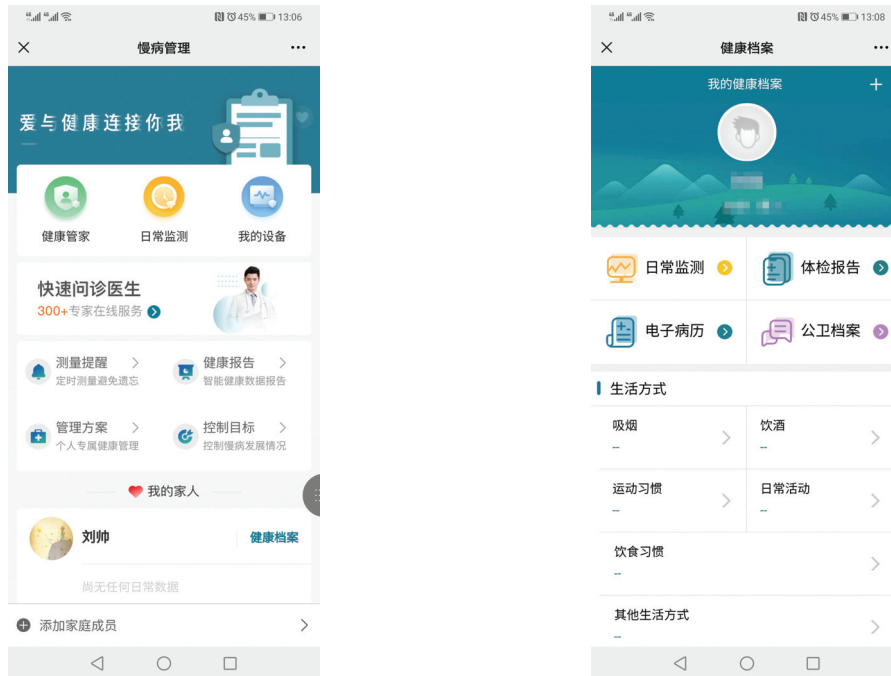 45% 13:06
慢病管理
爱与健康连接你我
健康管家 日常监测 我的设备
快速问诊医生
300+专家在线服务
测量提醒 健康报告
定时测量避免遗忘 智能健康数据报告
管理方案 控制目标
个人专属健康管理 控制慢病发展情况
我的家人
刘帅 健康档案
尚无任何日常数据
添加家庭成员
45% 13:08
健康档案
我的健康档案
日常监测 体检报告
电子病历 公卫档案
生活方式
吸烟 饮酒
-- --
运动习惯 日常活动
-- --
饮食习惯
--
其他生活方式
--